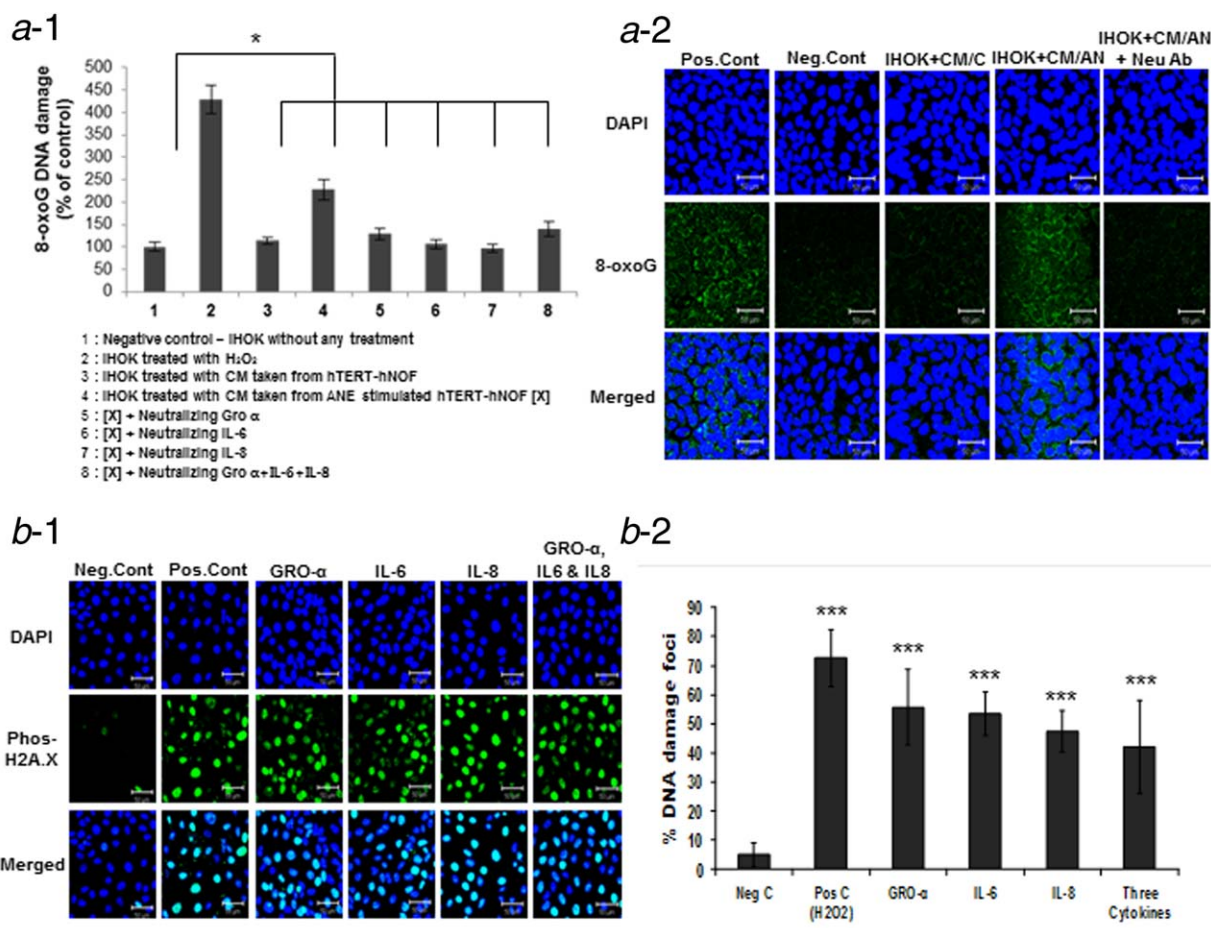 a-1
*
8-oxoG DNA damage
(% of control)
500
450
400
350
300
250
200
150
100
50
0
1 2 3 4 5 6 7 8
1 : Negative control – IHOK without any treatment
2 : IHOK treated with H₂O₂
3 : IHOK treated with CM taken from hTERT-hNOF
4 : IHOK treated with CM taken from ANE stimulated hTERT-hNOF [X]
5 : [X] + Neutralizing Gro α
6 : [X] + Neutralizing IL-6
7 : [X] + Neutralizing IL-8
8 : [X] + Neutralizing Gro α+IL-6+IL-8
a-2
Pos.Cont Neg.Cont IHOK+CM/C IHOK+CM/AN IHOK+CM/AN
+ Neu Ab
DAPI
8-oxoG
Merged
b-1
Neg.Cont Pos.Cont GRO-α IL-6 IL-8 GRO-α,
IL6 & IL8
DAPI
Phos-
H2A.X
Merged
b-2
% DNA damage foci
90
80
70
60
50
40
30
20
10
0
*** *** *** *** ***
Neg C Pos C GRO-α IL-6 IL-8 Three
(H2O2) Cytokines